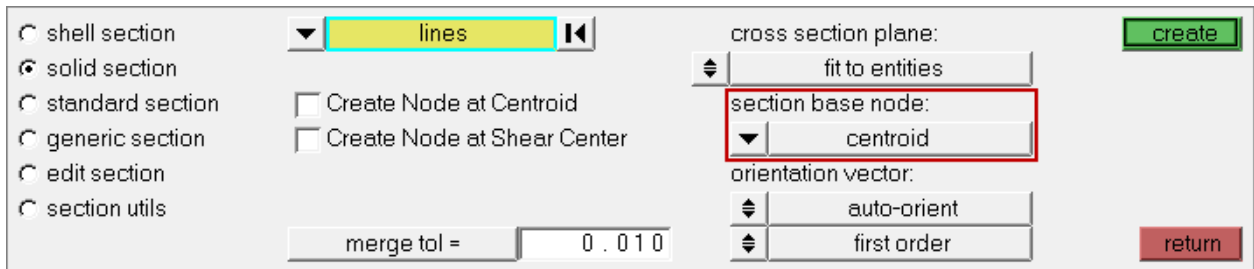 shell section
solid section
standard section
generic section
edit section
section utils
lines
Create Node at Centroid
Create Node at Shear Center
merge tol =
0.010
cross section plane:
fit to entities
section base node:
centroid
orientation vector:
auto-orient
first order
create
return